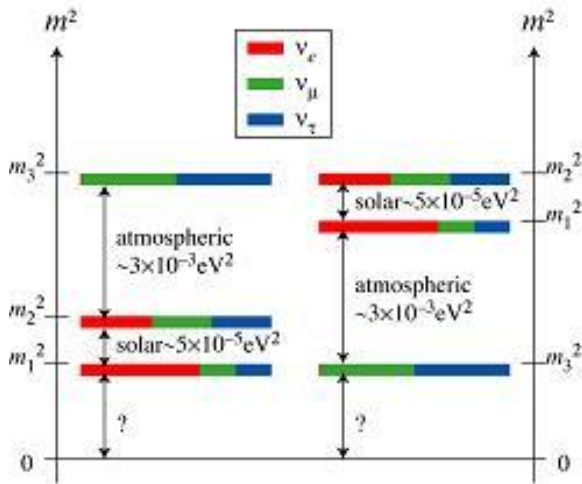 m²
m²
νe
νμ
ντ
m₃²
m₂²
solar~5×10⁻⁵eV²
m₁²
atmospheric
~3×10⁻³eV²
atmospheric
~3×10⁻³eV²
m₂²
solar~5×10⁻⁵eV²
m₁²
m₃²
?
?
0
0